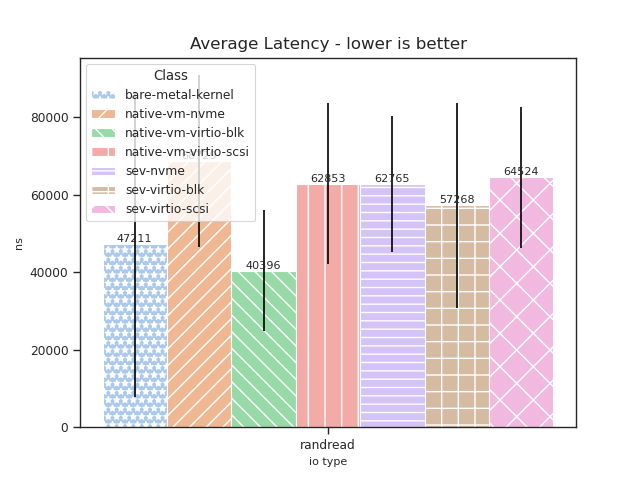 Average Latency - lower is better
Class
bare-metal-kernel
native-vm-nvme
native-vm-virtio-blk
native-vm-virtio-scsi
sev-nvme
sev-virtio-blk
sev-virtio-scsi
80000
60000
40000
20000
0
ns
47211
40396
62853
62765
57268
64524
randread
io type